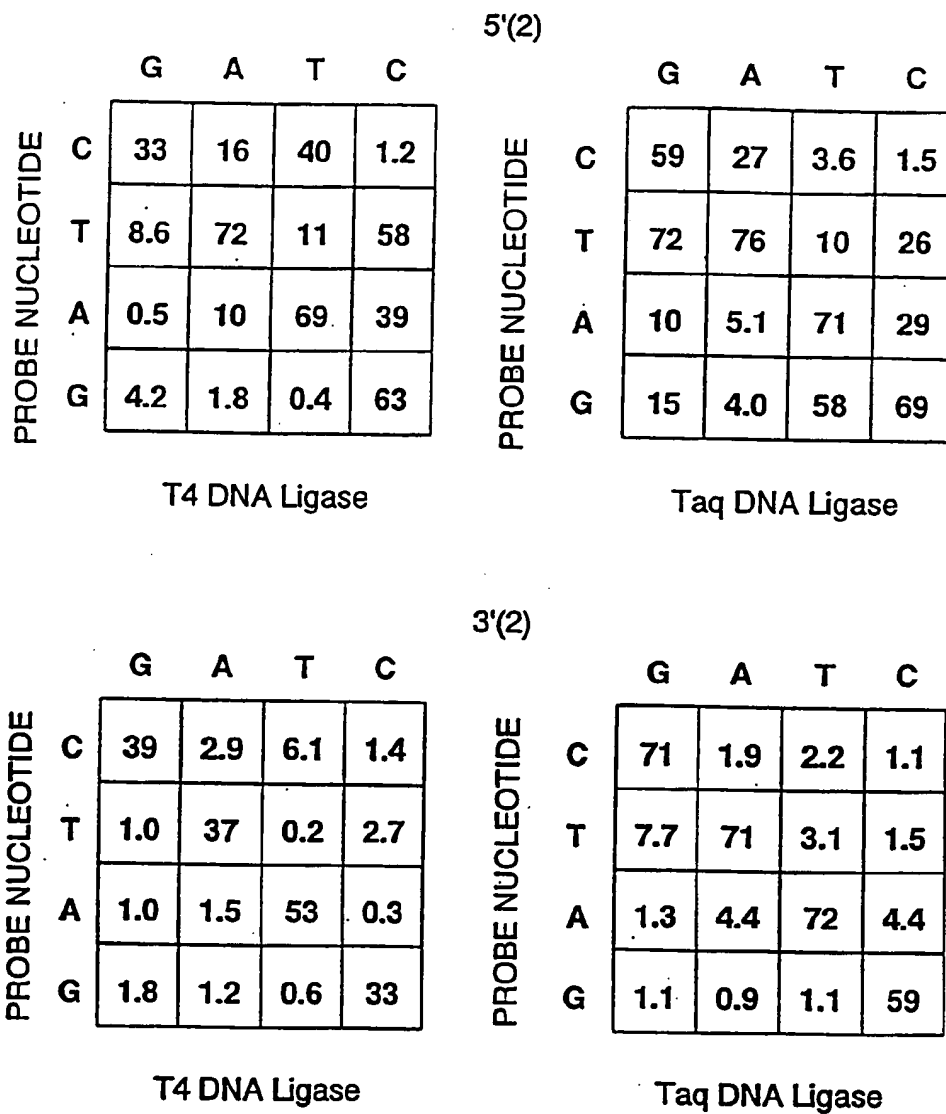 5'(2)
G A T C
PROBE NUCLEOTIDE
C 33 16 40 1.2
T 8.6 72 11 58
A 0.5 10 69 39
G 4.2 1.8 0.4 63
T4 DNA Ligase
G A T C
PROBE NUCLEOTIDE
C 59 27 3.6 1.5
T 72 76 10 26
A 10 5.1 71 29
G 15 4.0 58 69
Taq DNA Ligase
3'(2)
G A T C
PROBE NUCLEOTIDE
C 39 2.9 6.1 1.4
T 1.0 37 0.2 2.7
A 1.0 1.5 53 0.3
G 1.8 1.2 0.6 33
T4 DNA Ligase
G A T C
PROBE NUCLEOTIDE
C 71 1.9 2.2 1.1
T 7.7 71 3.1 1.5
A 1.3 4.4 72 4.4
G 1.1 0.9 1.1 59
Taq DNA Ligase